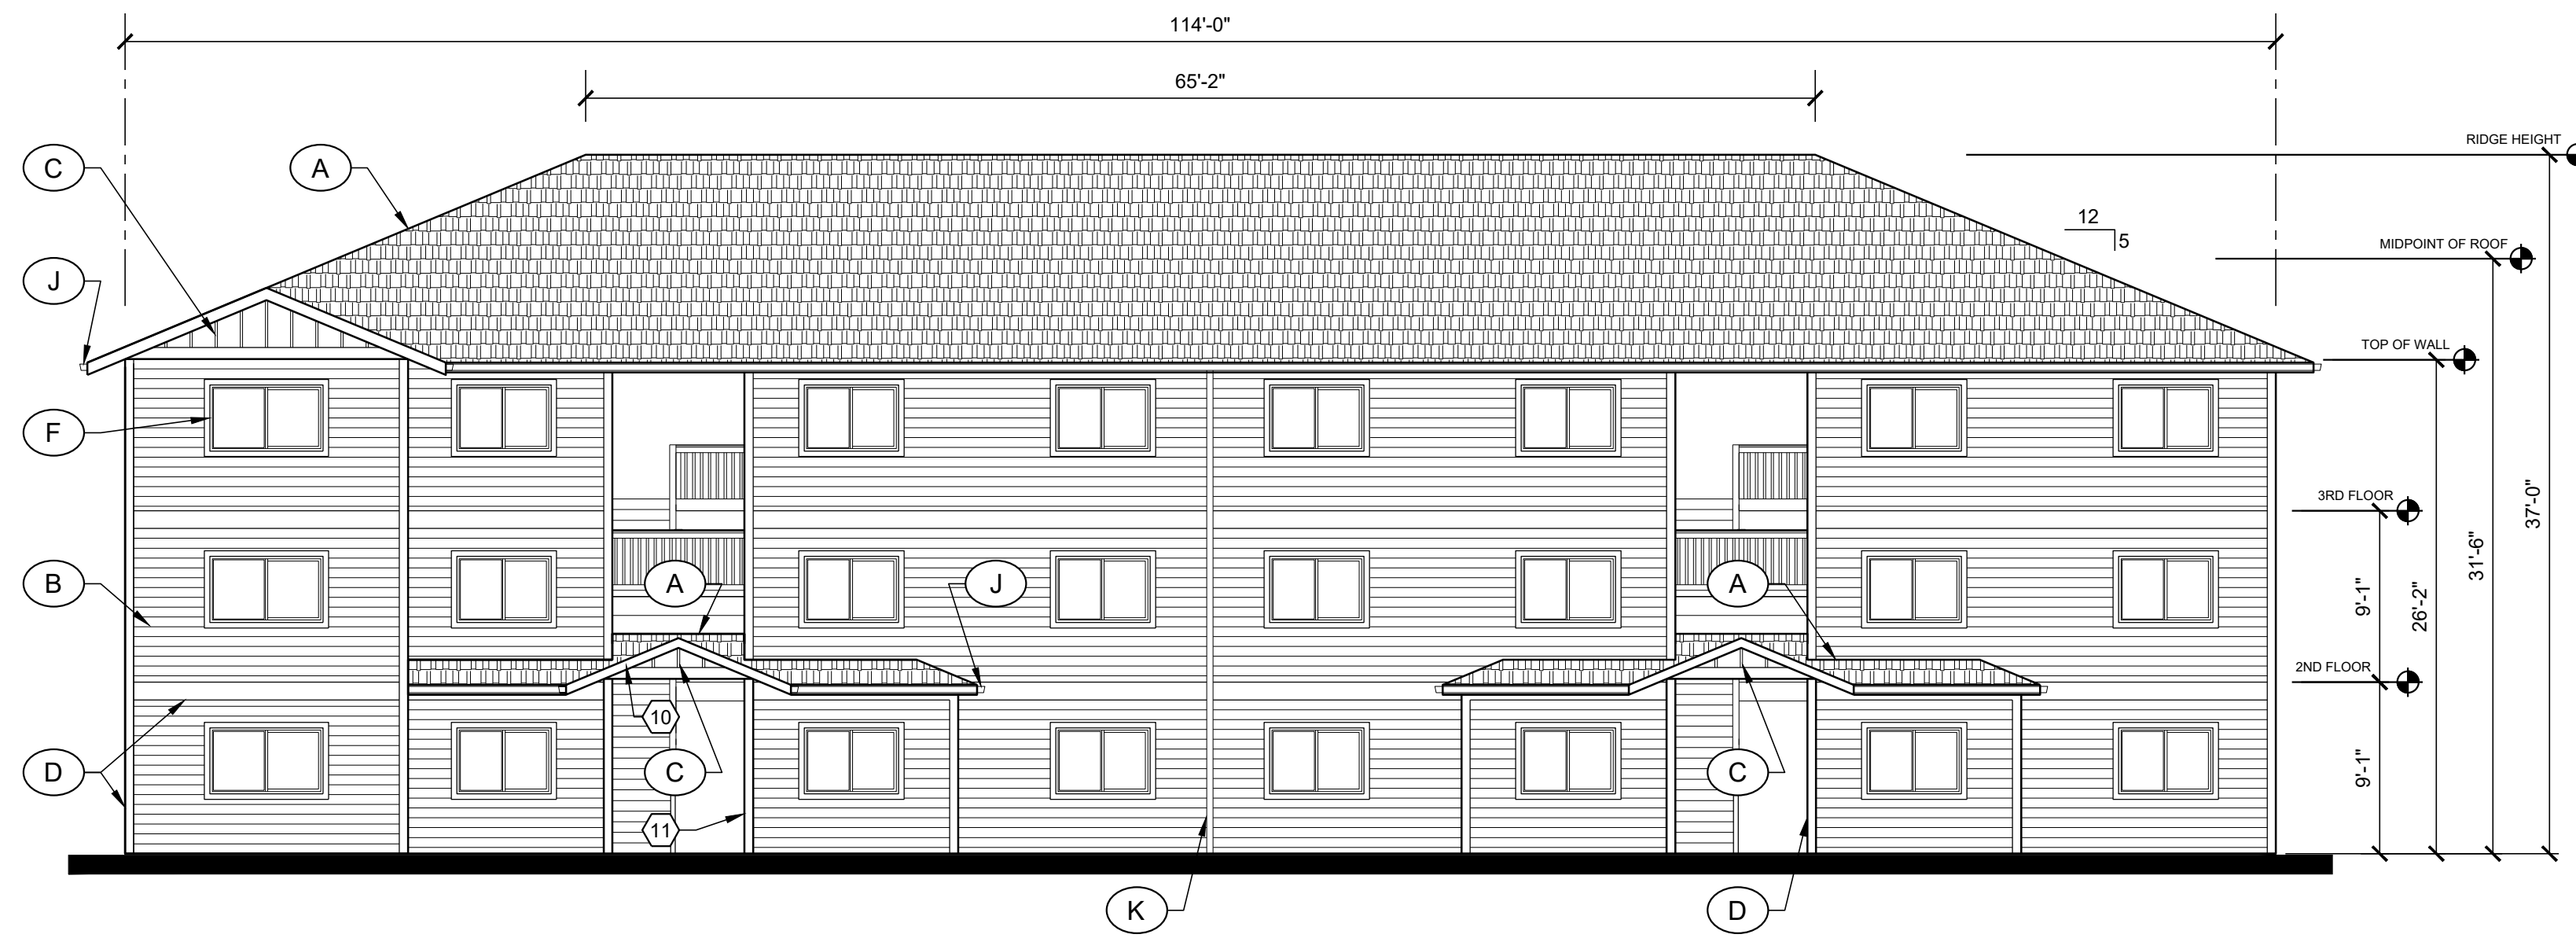 114'-0"
65'-2"
RIDGE HEIGHT
C
A
12
5
MIDPOINT OF ROOF
J
TOP OF WALL
F
3RD FLOOR
37'-0"
31'-6"
B
A
J
A
9'-1"
26'-2"
2ND FLOOR
10
D
C
C
9'-1"
11
K
D